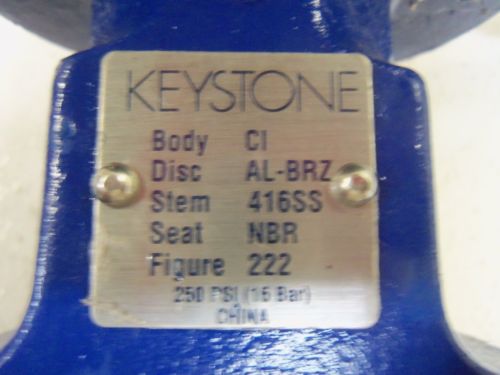 KEYSTONE
Body CI
Disc AL-BRZ
Stem 416SS
Seat NBR
Figure 222
250 PSI (16 Bar)
CHINA